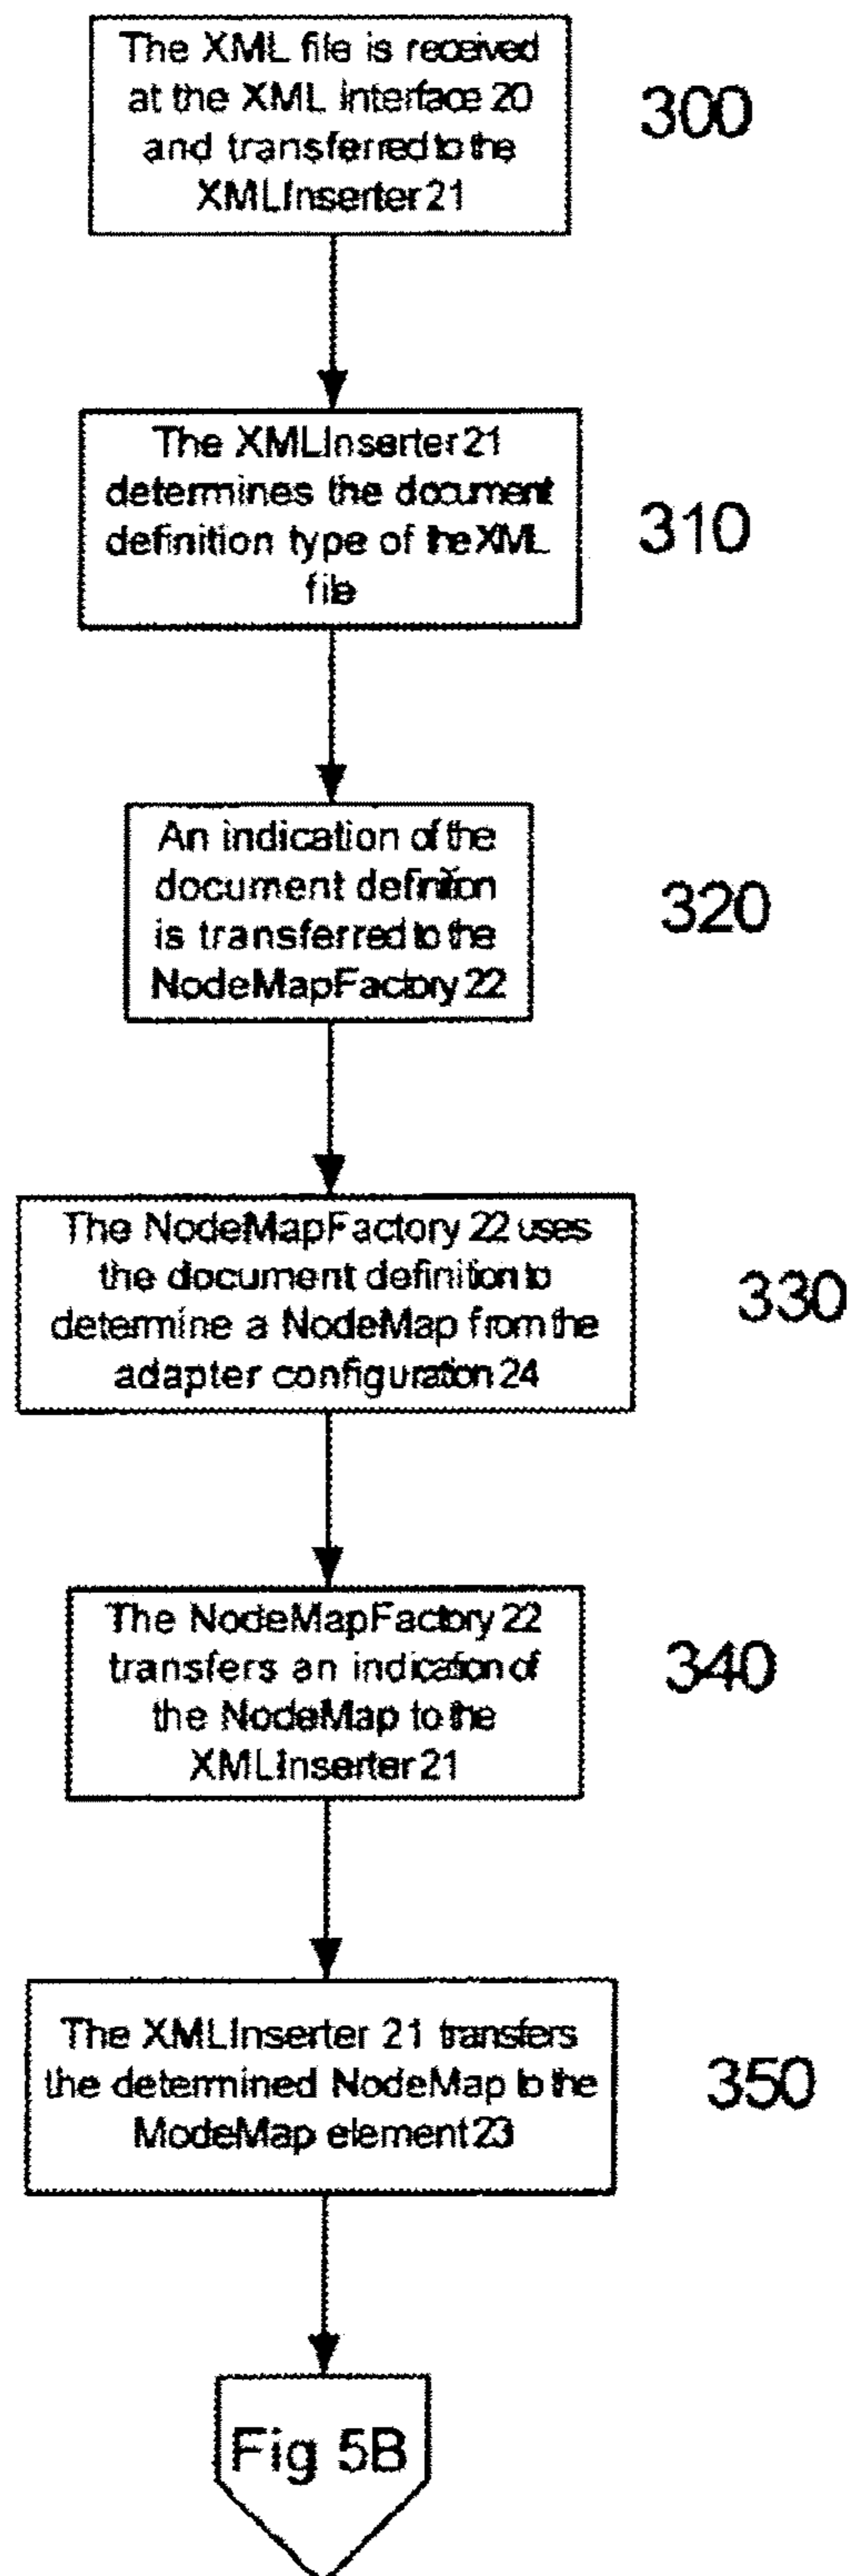 The XML file is received
at the XML Interface 20
and transferred to the
XMLInserter 21
300
The XMLInserter 21
determines the document
definition type of the XML
file
310
An indication of the
document definition
is transferred to the
NodeMapFactory 22
320
The NodeMapFactory 22 uses
the document definition to
determine a NodeMap from the
adapter configuration 24
330
The NodeMapFactory 22
transfers an indication of
the NodeMap to the
XMLInserter 21
340
The XMLInserter 21 transfers
the determined NodeMap to the
ModeMap element 23
350
Fig 5B